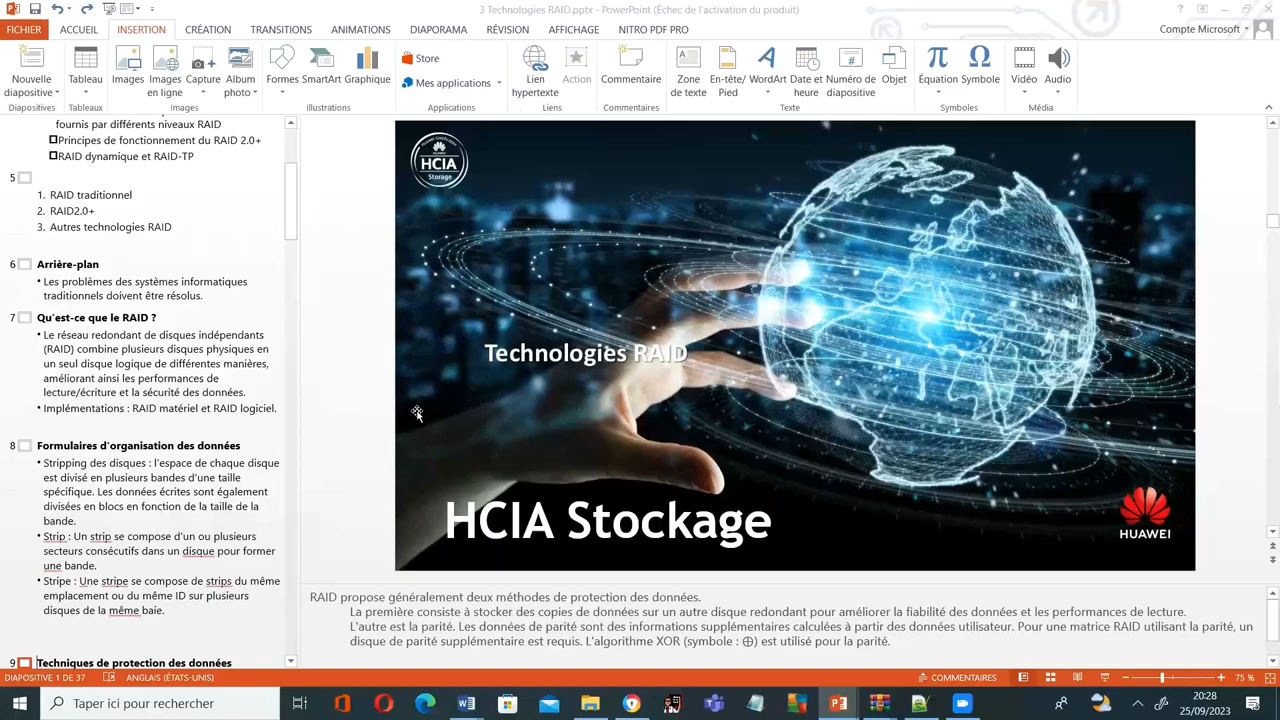 3 Technologies RAID.pptx - PowerPoint (Échec de l'activation du produit)
FICHIER ACCUEIL INSERTION CRÉATION TRANSITIONS ANIMATIONS DIAPORAMA RÉVISION AFFICHAGE NITRO PDF PRO Compte Microsoft
Nouvelle diapositive
Tableau
Images
Images en ligne
Capture
Album photo
Formes
SmartArt
Graphique
Store
Mes applications
Lien hypertexte
Action
Commentaire
Zone de texte
En-tête/ Pied
WordArt
Date et heure
Numéro de diapositive
Objet
Équation
Symbole
Vidéo
Audio
Diapositives Tableaux Images Illustrations Applications Liens Commentaires Texte Symboles Média
fournis par différents niveaux RAID
Principes de fonctionnement du RAID 2.0+
RAID dynamique et RAID-TP
5
1. RAID traditionnel
2. RAID2.0+
3. Autres technologies RAID
6 Arrière-plan
• Les problèmes des systèmes informatiques
traditionnels doivent être résolus.
7 Qu'est-ce que le RAID ?
• Le réseau redondant de disques indépendants
(RAID) combine plusieurs disques physiques en
un seul disque logique de différentes manières,
améliorant ainsi les performances de
lecture/écriture et la sécurité des données.
• Implémentations : RAID matériel et RAID logiciel.
8 Formulaires d'organisation des données
• Stripping des disques : l'espace de chaque disque
est divisé en plusieurs bandes d'une taille
spécifique. Les données écrites sont également
divisées en blocs en fonction de la taille de la
bande.
• Strip : Un strip se compose d'un ou plusieurs
secteurs consécutifs dans un disque pour former
une bande.
• Stripe : Une stripe se compose de strips du même
emplacement ou du même ID sur plusieurs
disques de la même baie.
9 Techniques de protection des données
HUAWEI
HCIA
Storage
Technologies RAID
HCIA Stockage
HUAWEI
RAID propose généralement deux méthodes de protection des données.
La première consiste à stocker des copies de données sur un autre disque redondant pour améliorer la fiabilité des données et les performances de lecture.
L'autre est la parité. Les données de parité sont des informations supplémentaires calculées à partir des données utilisateur. Pour une matrice RAID utilisant la parité, un
disque de parité supplémentaire est requis. L'algorithme XOR (symbole : ⊕) est utilisé pour la parité.
DIAPOSITIVE 1 DE 37 ANGLAIS (ÉTATS-UNIS) COMMENTAIRES 75 %
Taper ici pour rechercher
20:28
25/09/2023